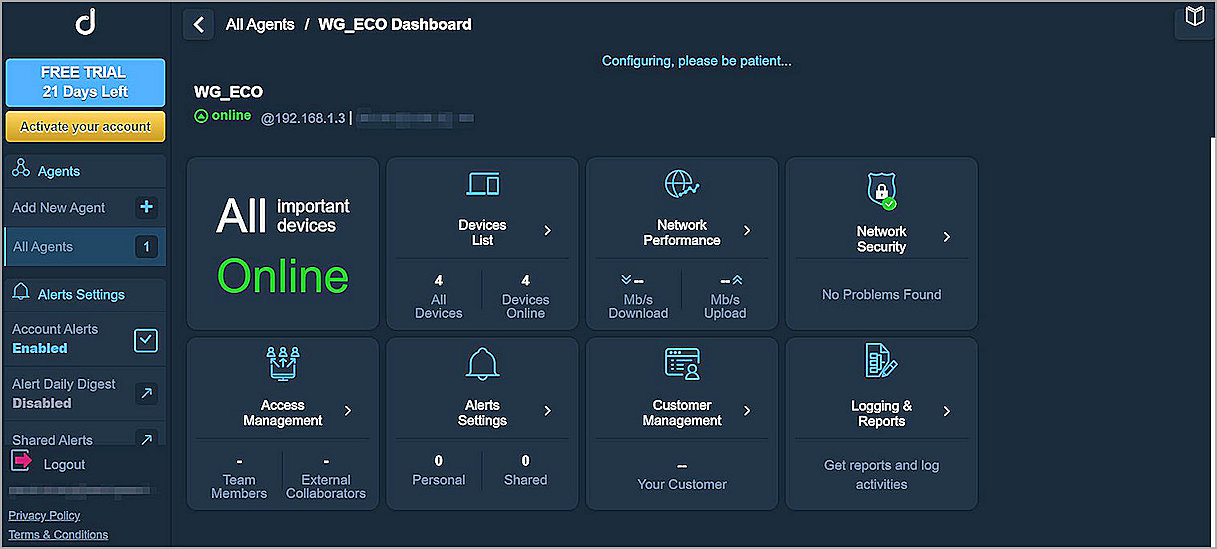 All Agents / WG_ECO Dashboard
FREE TRIAL
21 Days Left
Activate your account
Agents
Add New Agent +
All Agents 1
Alerts Settings
Account Alerts
Enabled
Alert Daily Digest
Disabled
Shared Alerts
Logout
Privacy Policy
Terms & Conditions
Configuring, please be patient...
WG_ECO
online @192.168.1.3 |
All important
devices
Online
Devices
List
4
All
Devices
4
Devices
Online
Network
Performance
--
Mb/s
Download
--
Mb/s
Upload
Network
Security
No Problems Found
Access
Management
-
Team
Members
-
External
Collaborators
Alerts
Settings
0
Personal
0
Shared
Customer
Management
--
Your Customer
Logging &
Reports
Get reports and log
activities